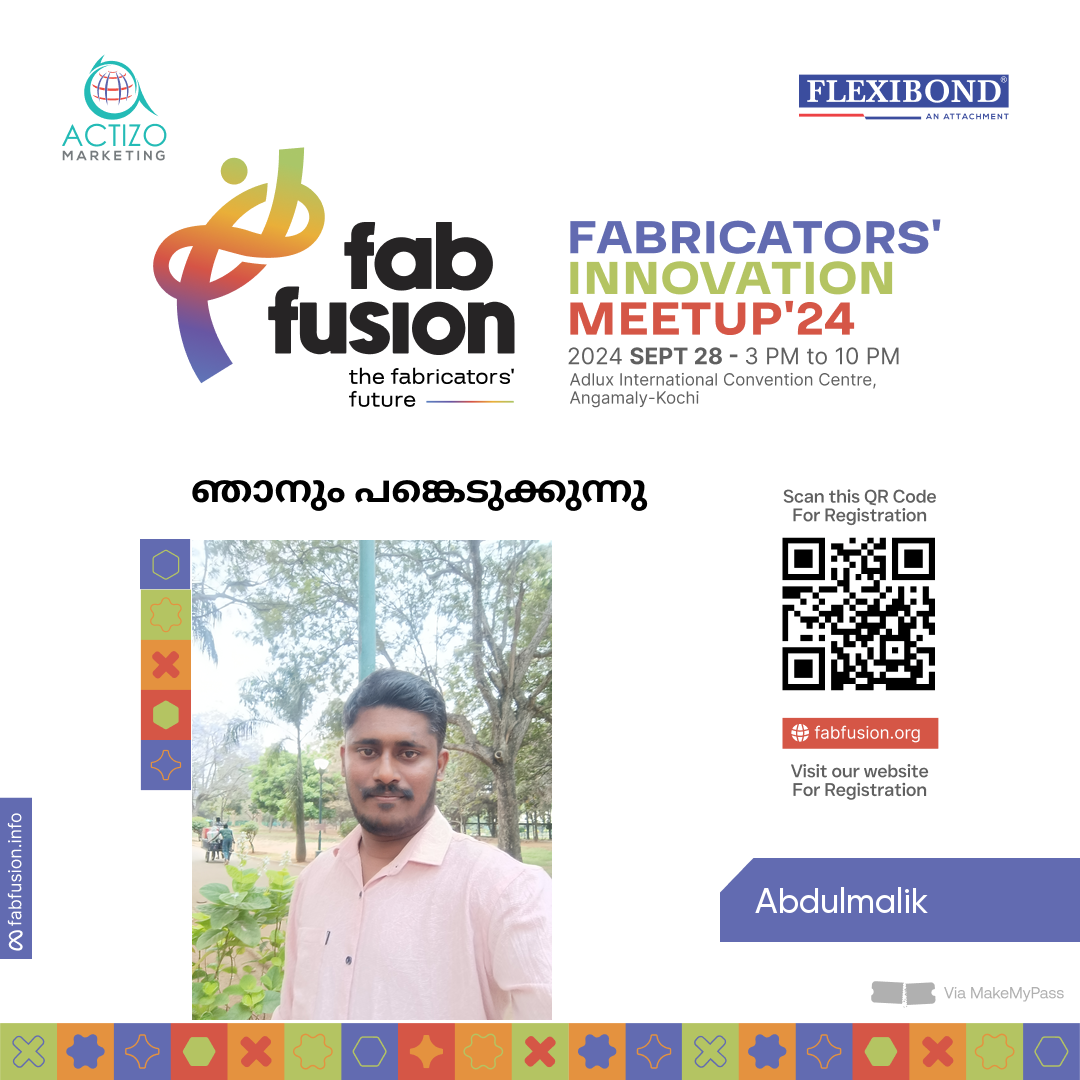 ACTIZO
MARKETING
FLEXIBOND®
AN ATTACHMENT
fab
fusion
the fabricators'
future
FABRICATORS'
INNOVATION
MEETUP'24
2024 SEPT 28 - 3 PM to 10 PM
Adlux International Convention Centre,
Angamaly-Kochi
ഞാനും പങ്കെടുക്കുന്നു
Scan this QR Code
For Registration
fabfusion.org
Visit our website
For Registration
fabfusion.info
Abdulmalik
Via MakeMyPass